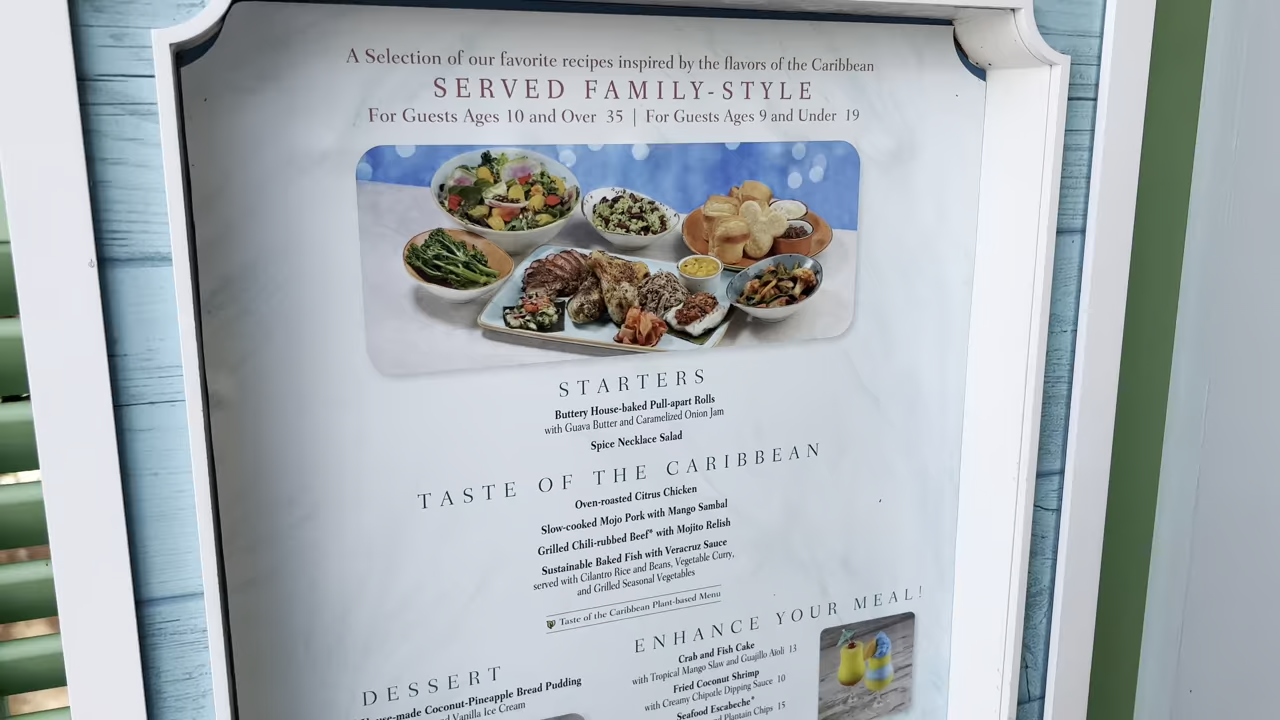 A Selection of our favorite recipes inspired by the flavors of the Caribbean
SERVED FAMILY-STYLE
For Guests Ages 10 and Over 35 | For Guests Ages 9 and Under 19
STARTERS
Buttery House-baked Pull-apart Rolls
with Guava Butter and Caramelized Onion Jam
Spice Necklace Salad
TASTE OF THE CARIBBEAN
Oven-roasted Citrus Chicken
Slow-cooked Mojo Pork with Mango Sambal
Grilled Chili-rubbed Beef* with Mojito Relish
Sustainable Baked Fish with Veracruz Sauce
served with Cilantro Rice and Beans, Vegetable Curry,
and Grilled Seasonal Vegetables
Taste of the Caribbean Plant-based Menu
DESSERT
Coconut-Pineapple Bread Pudding
Vanilla Ice Cream
ENHANCE YOUR MEAL!
Crab and Fish Cake
with Tropical Mango Slaw and Guajillo Aioli 13
Fried Coconut Shrimp
with Creamy Chipotle Dipping Sauce 10
Seafood Escabeche*
Plantain Chips 15